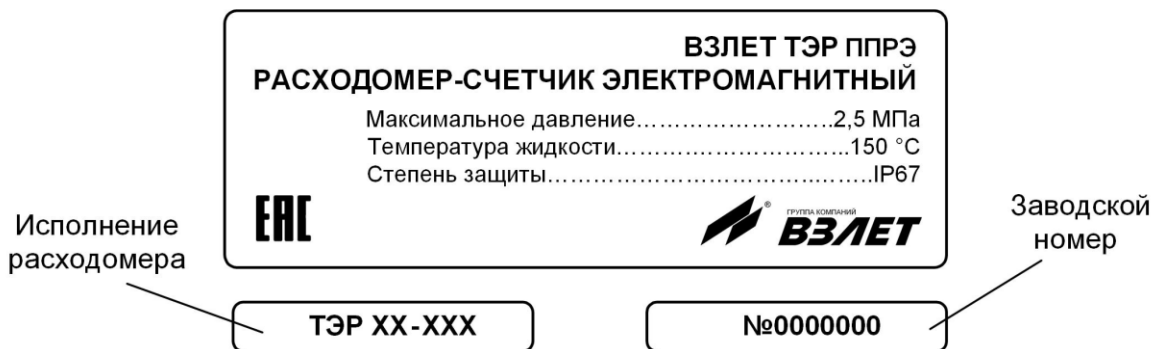 ВЗЛЕТ ТЭР ППРЭ
РАСХОДОМЕР-СЧЕТЧИК ЭЛЕКТРОМАГНИТНЫЙ
Максимальное давление……………………..2,5 МПа
Температура жидкости…………………...150 °С
Степень защиты……………………………..……..IP67
EAC
ГРУППА КОМПАНИЙ
ВЗЛЕТ
®
Исполнение
расходомера
Заводской
номер
ТЭР ХХ-ХХХ
№0000000